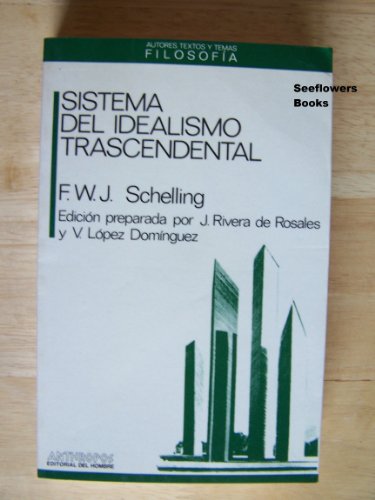 AUTORES, TEXTOS Y TEMAS
FILOSOFÍA
Seeflowers
Books
SISTEMA
DEL IDEALISMO
TRASCENDENTAL
F. W. J. Schelling
Edición preparada por J. Rivera de Rosales
y V. López Domínguez
ANTHROPOS
EDITORIAL DEL HOMBRE